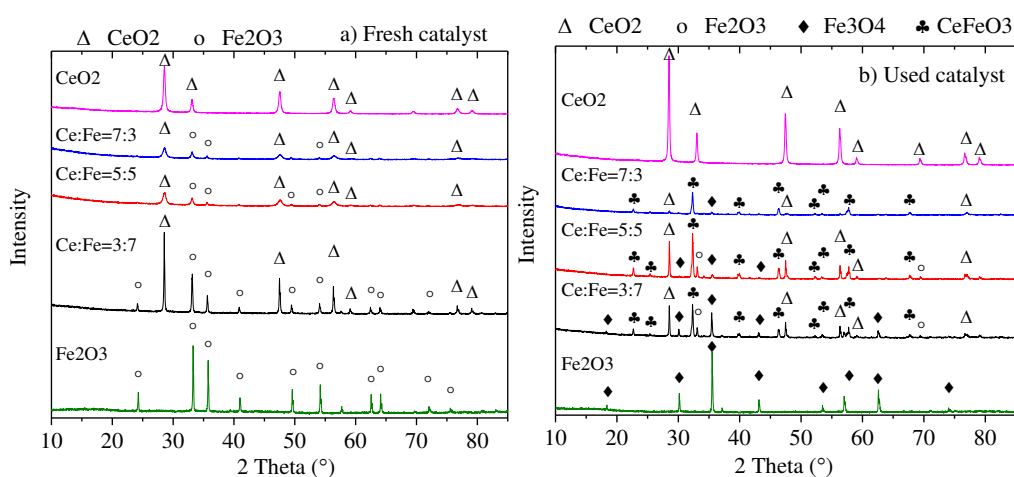 Δ CeO2 o Fe2O3 a) Fresh catalyst
CeO2
Ce:Fe=7:3
Ce:Fe=5:5
Ce:Fe=3:7
Fe2O3
Intensity
10 20 30 40 50 60 70 80
2 Theta (°)
Δ CeO2 o Fe2O3 ♦ Fe3O4 ♣ CeFeO3
b) Used catalyst
CeO2
Ce:Fe=7:3
Ce:Fe=5:5
Ce:Fe=3:7
Fe2O3
Intensity
10 20 30 40 50 60 70 80
2 Theta (°)